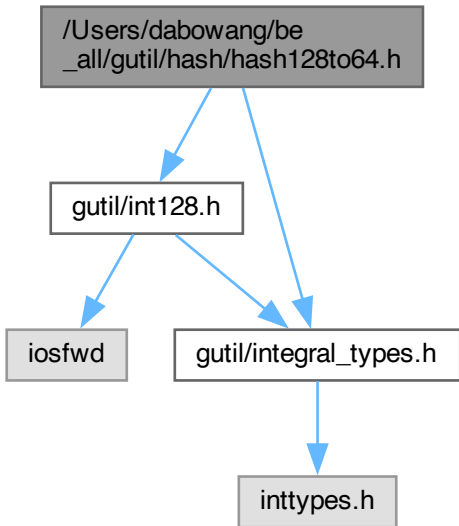 /Users/dabowang/be
_all/gutil/hash/hash128to64.h
gutil/int128.h
iosfwd
gutil/integral_types.h
inttypes.h